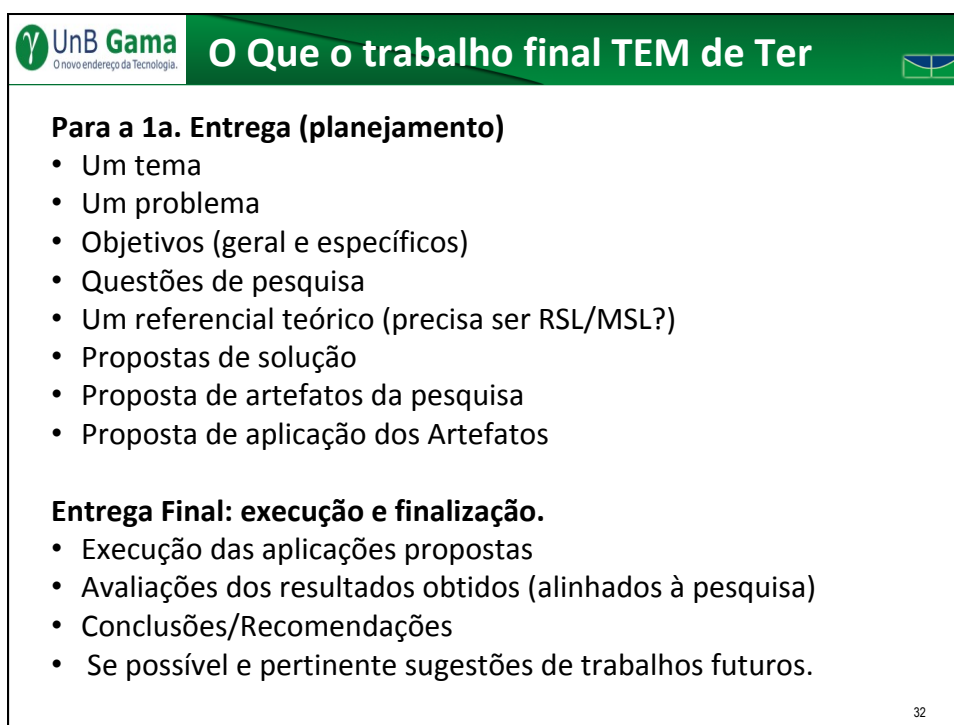 UnB Gama
O novo endereço da Tecnologia.
O Que o trabalho final TEM de Ter
Para a 1a. Entrega (planejamento)
• Um tema
• Um problema
• Objetivos (geral e específicos)
• Questões de pesquisa
• Um referencial teórico (precisa ser RSL/MSL?)
• Propostas de solução
• Proposta de artefatos da pesquisa
• Proposta de aplicação dos Artefatos
Entrega Final: execução e finalização.
• Execução das aplicações propostas
• Avaliações dos resultados obtidos (alinhados à pesquisa)
• Conclusões/Recomendações
• Se possível e pertinente sugestões de trabalhos futuros.
32